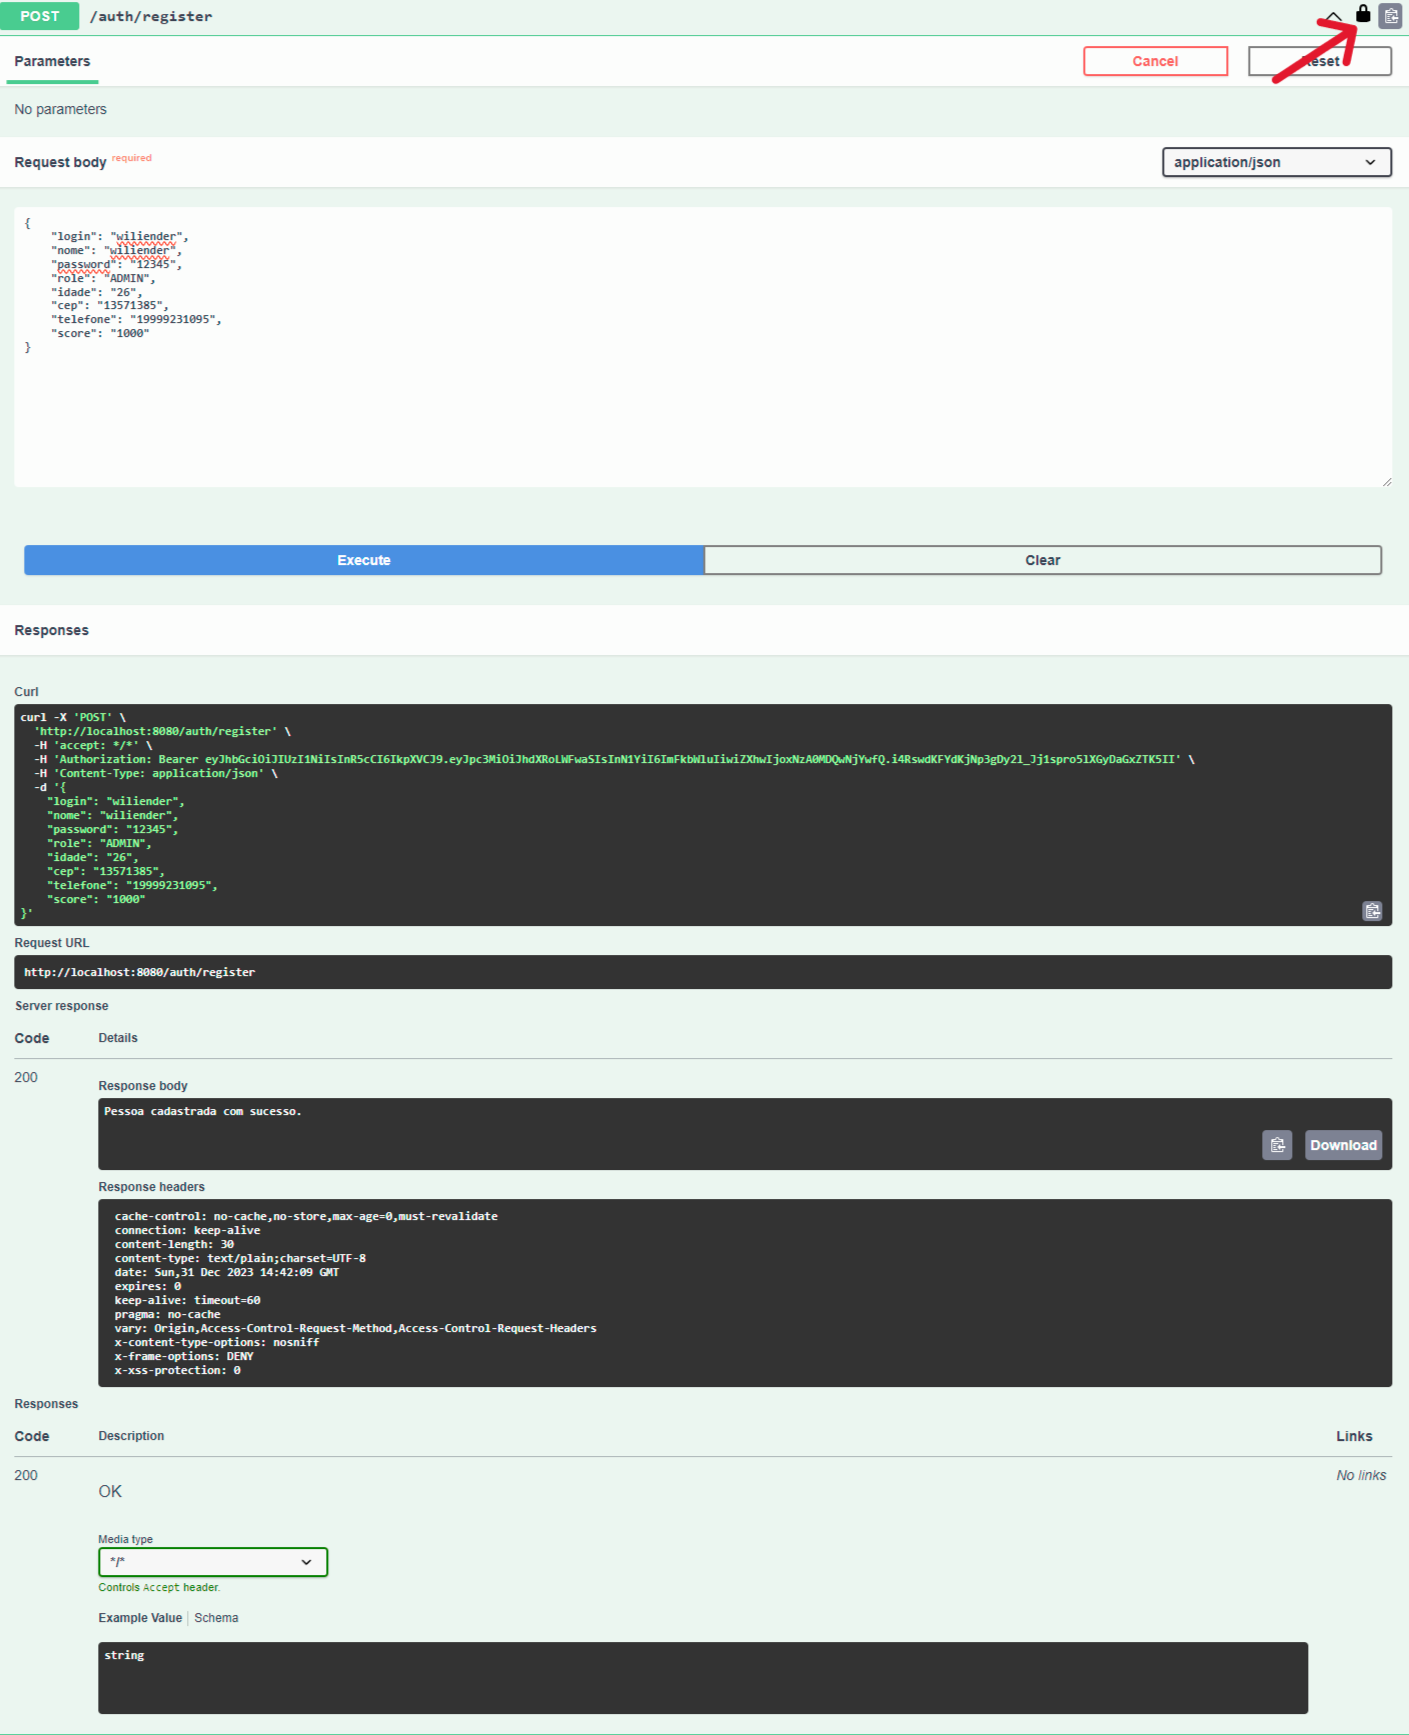 POST /auth/register
Parameters
Cancel
Reset
No parameters
Request body required
application/json
{
"login": "wiliender",
"nome": "wiliender",
"password": "12345",
"role": "ADMIN",
"idade": "26",
"cep": "13571385",
"telefone": "19999231095",
"score": "1000"
}
Execute
Clear
Responses
Curl
curl -X 'POST' \
'http://localhost:8080/auth/register' \
-H 'accept: */*' \
-H 'Authorization: Bearer eyJhbGciOiJIUzI1NiIsInR5cCI6IkpXVCJ9.eyJpc3MiOiJhdXRoLWFwaSIsInN1YiI6ImFkbWluIiwiZXhwIjoxNzA0MDQwNjYwfQ.i4RswdKFYdKjNp3gDy2l_Jj1spro5lXGyDaGxZTK5II' \
-H 'Content-Type: application/json' \
-d '{
"login": "wiliender",
"nome": "wiliender",
"password": "12345",
"role": "ADMIN",
"idade": "26",
"cep": "13571385",
"telefone": "19999231095",
"score": "1000"
}'
Request URL
http://localhost:8080/auth/register
Server response
Code Details
200
Response body
Pessoa cadastrada com sucesso.
Download
Response headers
cache-control: no-cache,no-store,max-age=0,must-revalidate
connection: keep-alive
content-length: 30
content-type: text/plain;charset=UTF-8
date: Sun,31 Dec 2023 14:42:09 GMT
expires: 0
keep-alive: timeout=60
pragma: no-cache
vary: Origin,Access-Control-Request-Method,Access-Control-Request-Headers
x-content-type-options: nosniff
x-frame-options: DENY
x-xss-protection: 0
Responses
Code Description Links
200 No links
OK
Media type
*/*
Controls Accept header.
Example Value Schema
string